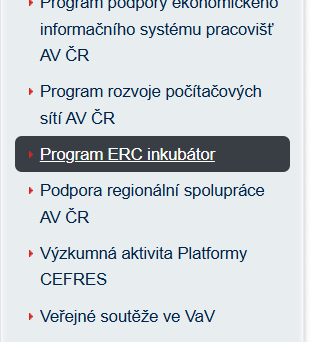 Program podpory ekonomického
informačního systému pracovišť
AV ČR
Program rozvoje počítačových
sítí AV ČR
Program ERC inkubátor
Podpora regionální spolupráce
AV ČR
Výzkumná aktivita Platformy
CEFRES
Veřejné soutěže ve VaV